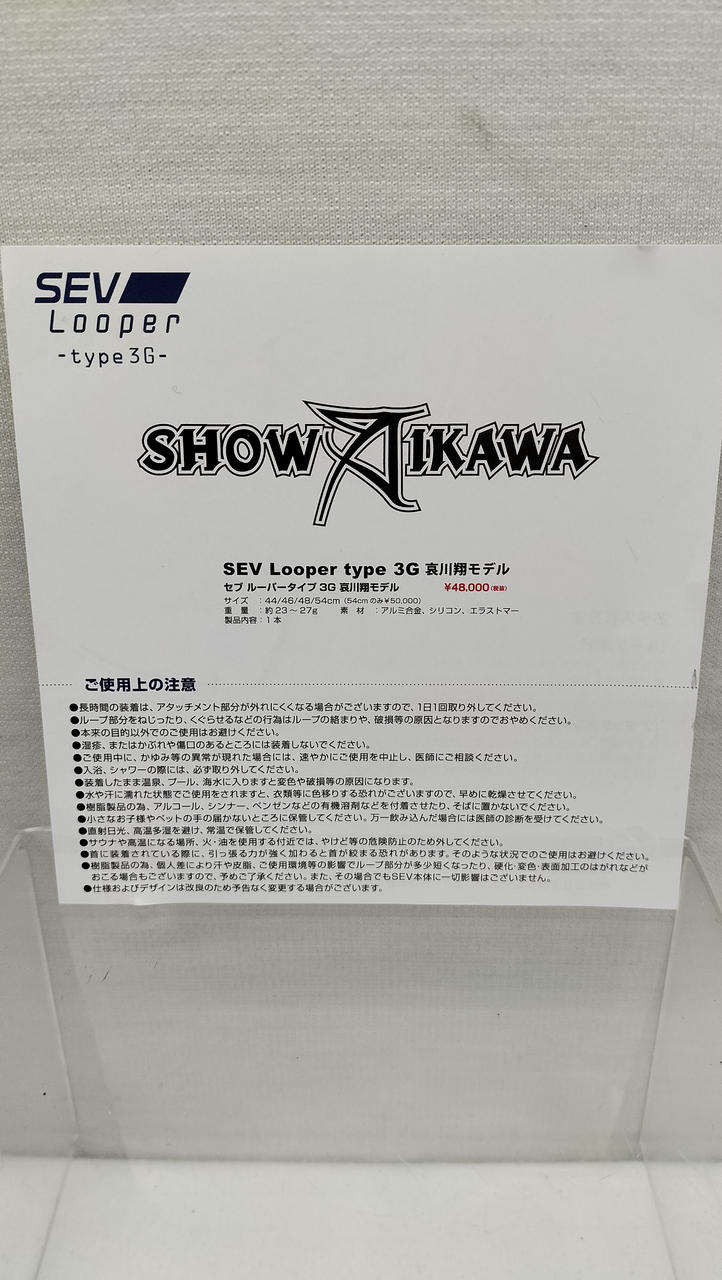 SEV
Looper
-type 3G-
SHOW AIKAWA
SEV Looper type 3G 哀川翔モデル
セブ ルーパータイプ 3G 哀川翔モデル ¥48,000(税抜)
サイズ :44/46/48/54cm(54cmのみ¥50,000)
重 量 :約23~27g 素 材 :アルミ合金、シリコン、エラストマー
製品内容:1本
ご使用上の注意
●長時間の装着は、アタッチメント部分が外れにくくなる場合がございますので、1日1回取り外してください。
●ループ部分をねじったり、くぐらせるなどの行為はループの絡まりや、破損等の原因となりますのでおやめください。
●本来の目的以外でのご使用はお避けください。
●湿疹、またはかぶれや傷口のあるところには装着しないでください。
●ご使用中に、かゆみ等の異常が現れた場合には、速やかにご使用を中止し、医師にご相談ください。
●入浴、シャワーの際には、必ず取り外してください。
●装着したまま温泉、プール、海水に入りますと変色や破損等の原因になります。
●水や汗に濡れた状態でご使用をされますと、衣類等に色移りする恐れがございますので、早めに乾燥させてください。
●樹脂製品の為、アルコール、シンナー、ベンゼンなどの有機溶剤などを付着させたり、そばに置かないでください。
●小さなお子様やペットの手の届かないところに保管してください。万一飲み込んだ場合には医師の診断を受けてください。
●直射日光、高温多湿を避け、常温で保管してください。
●サウナや高温になる場所、火・油を使用する付近では、やけど等の危険防止のため外してください。
●首に装着されている際に、引っ張る力が強く加わると首が絞まる恐れがあります。そのような状況でのご使用はお避けください。
●樹脂製品の為、個人差により汗や皮脂、ご使用環境等の影響でループ部分が多少短くなったり、硬化・変色・表面加工のはがれなどが
おこる場合もございますので、予めご了承ください。また、その場合でもSEV本体に一切影響はございません。
●仕様およびデザインは改良のため予告なく変更する場合がございます。